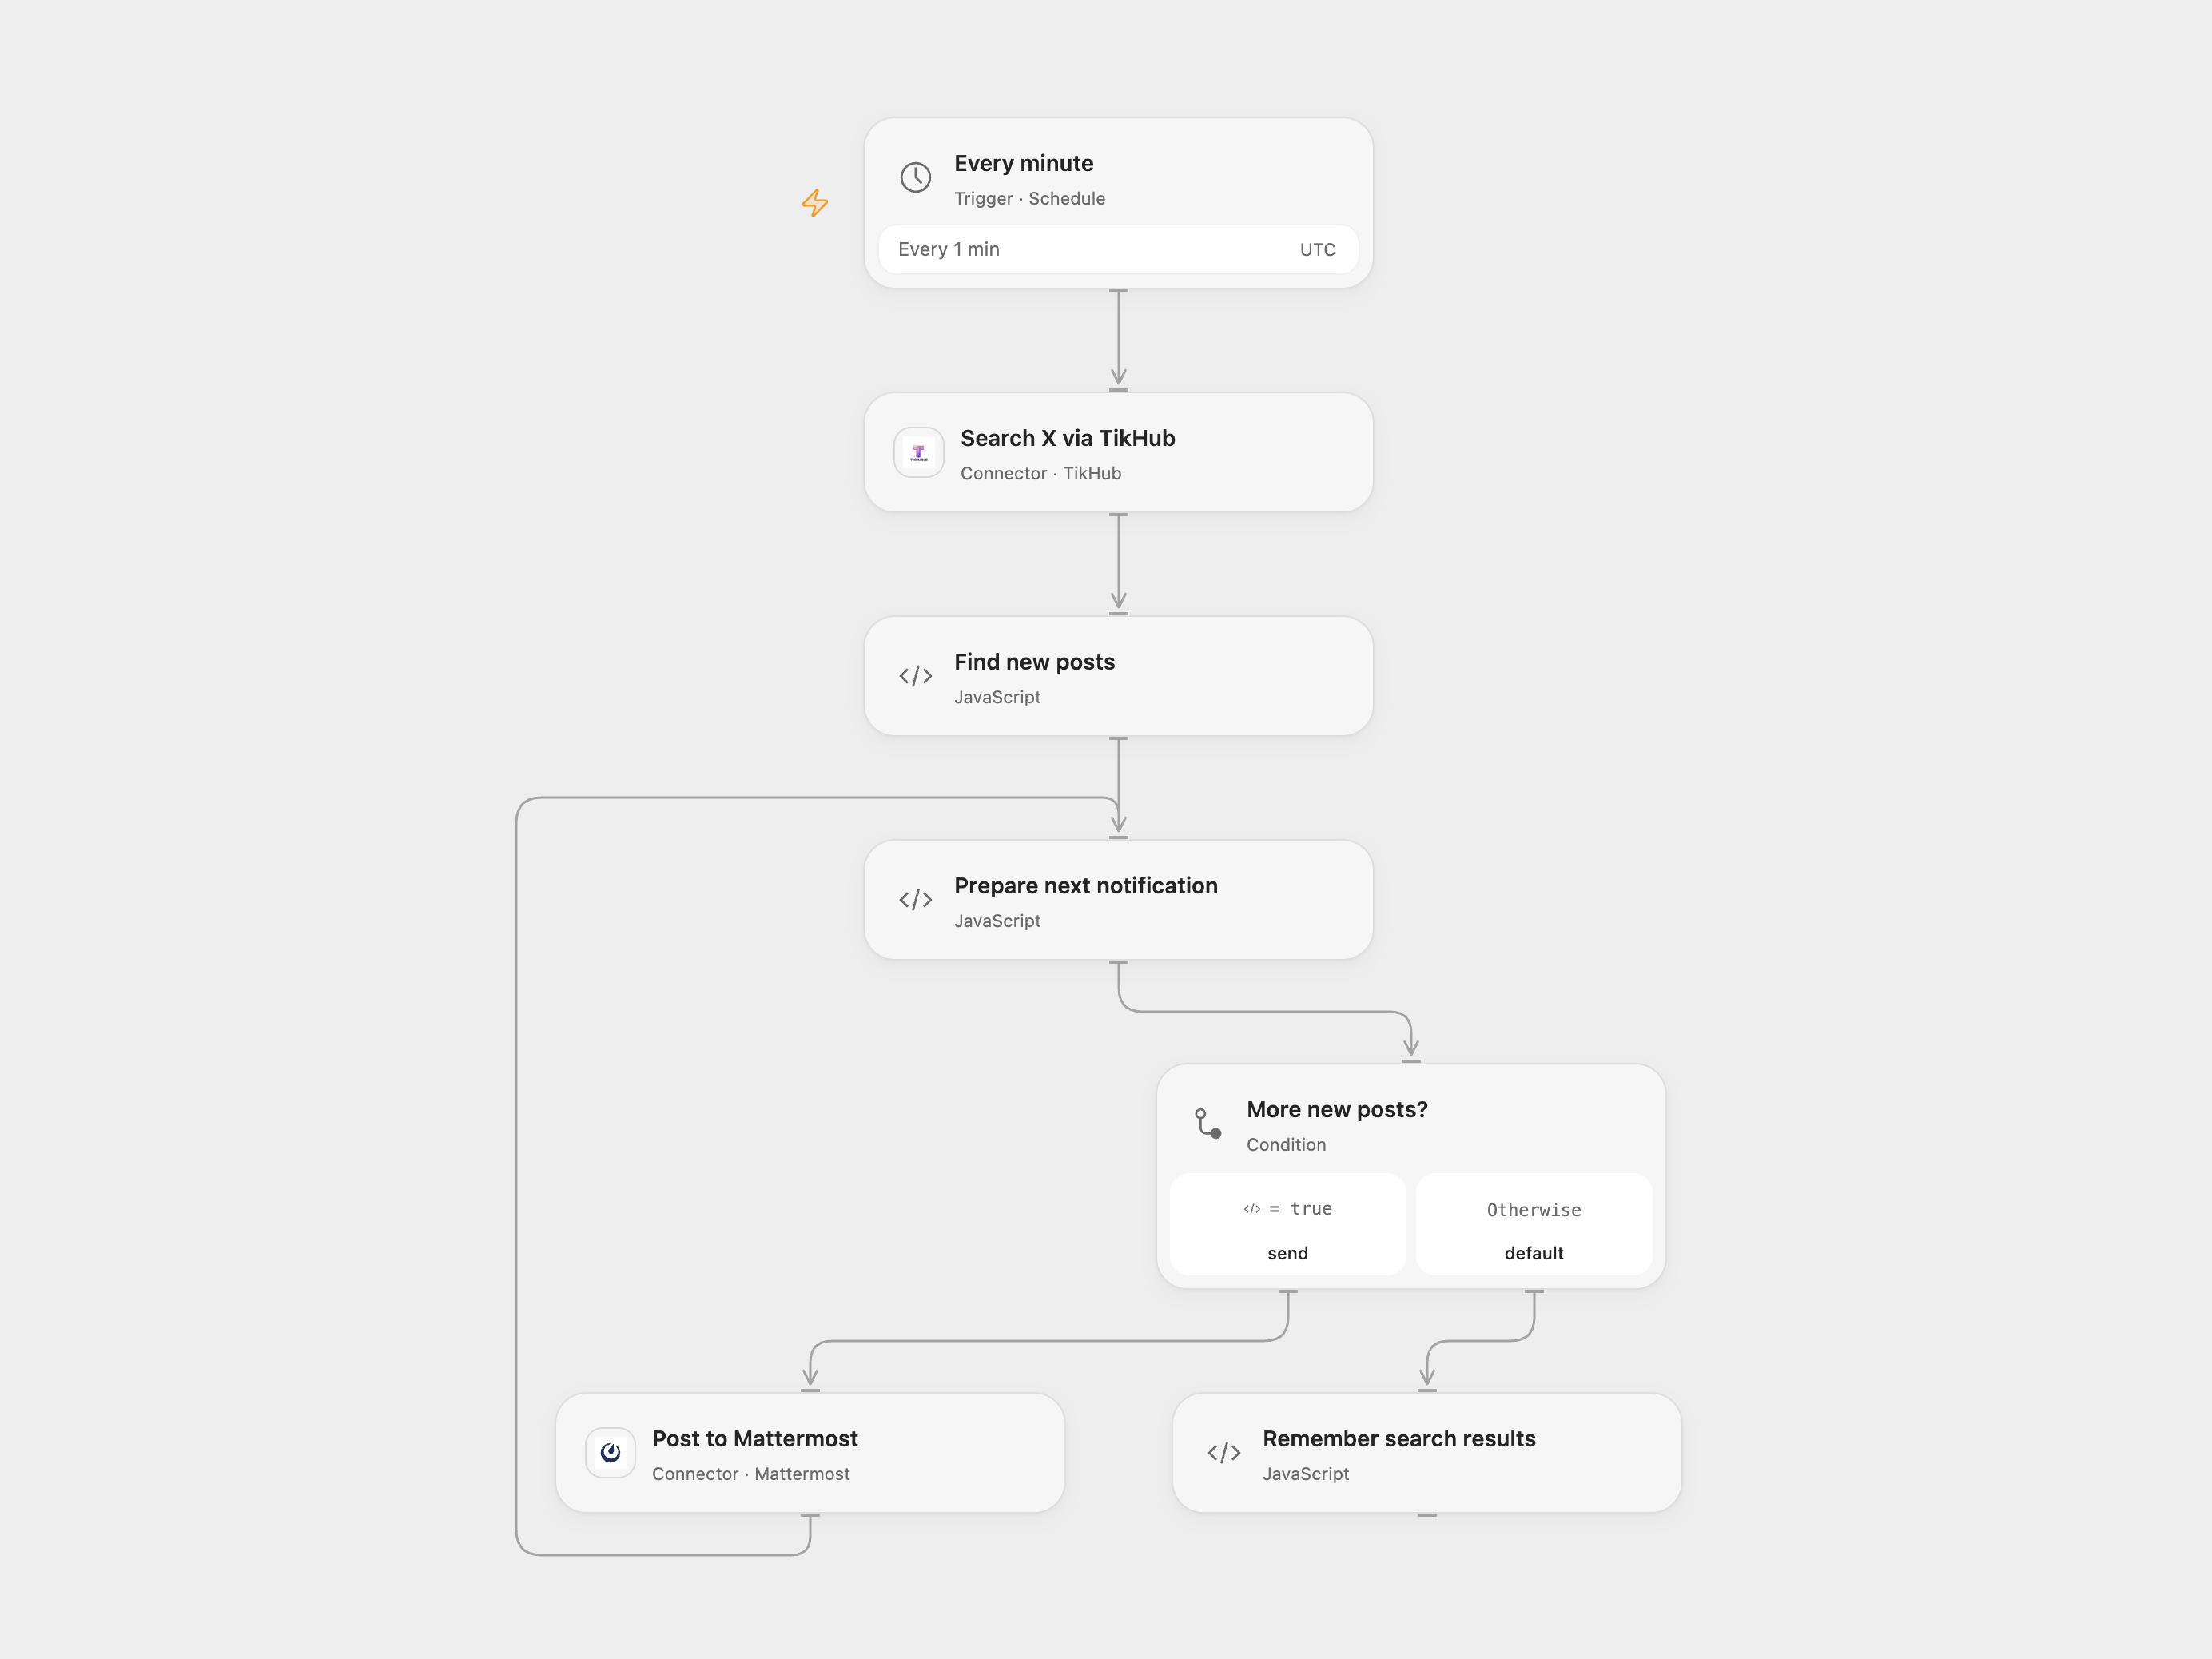 Every minute
Trigger · Schedule
Every 1 min
UTC
Search X via TikHub
Connector · TikHub
Find new posts
JavaScript
Prepare next notification
JavaScript
More new posts?
Condition
</> = true
Otherwise
send
default
Post to Mattermost
Connector · Mattermost
Remember search results
JavaScript